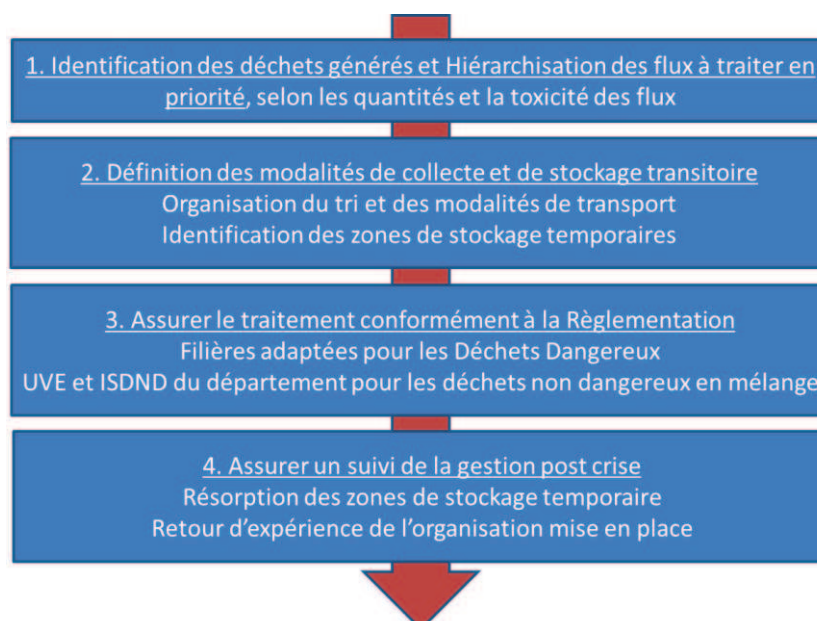 1. Identification des déchets générés et Hiérarchisation des flux à traiter en
priorité, selon les quantités et la toxicité des flux
2. Définition des modalités de collecte et de stockage transitoire
Organisation du tri et des modalités de transport
Identification des zones de stockage temporaires
3. Assurer le traitement conformément à la Règlementation
Filières adaptées pour les Déchets Dangereux
UVE et ISDND du département pour les déchets non dangereux en mélange
4. Assurer un suivi de la gestion post crise
Résorption des zones de stockage temporaire
Retour d’expérience de l’organisation mise en place